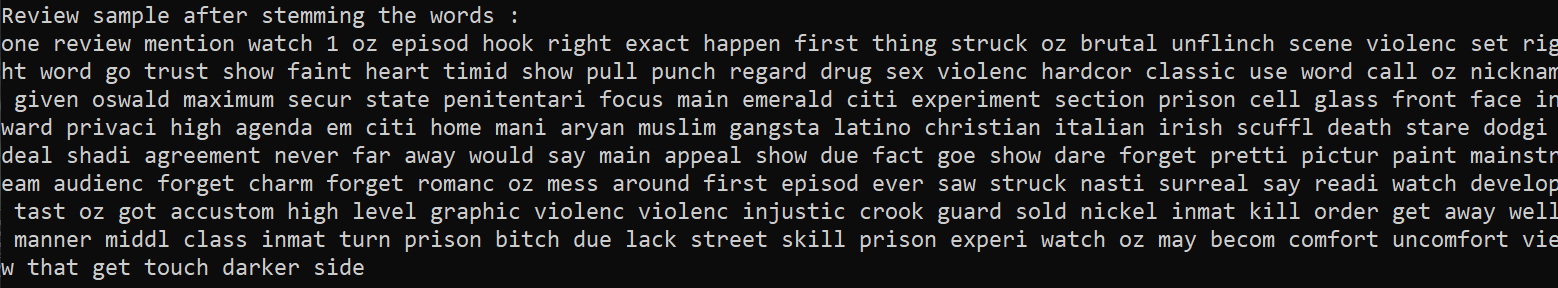 Review sample after stemming the words :
one review mention watch 1 oz episod hook right exact happen first thing struck oz brutal unflinch scene violenc set rig
ht word go trust show faint heart timid show pull punch regard drug sex violenc hardcor classic use word call oz nicknam
 given oswald maximum secur state penitentari focus main emerald citi experiment section prison cell glass front face in
ward privaci high agenda em citi home mani aryan muslim gangsta latino christian italian irish scuffl death stare dodgi
deal shadi agreement never far away would say main appeal show due fact goe show dare forget pretti pictur paint mainstr
eam audienc forget charm forget romanc oz mess around first episod ever saw struck nasti surreal say readi watch develop
 tast oz got accustom high level graphic violenc violenc injustic crook guard sold nickel inmat kill order get away well
 manner middl class inmat turn prison bitch due lack street skill prison experi watch oz may becom comfort uncomfort vie
w that get touch darker side